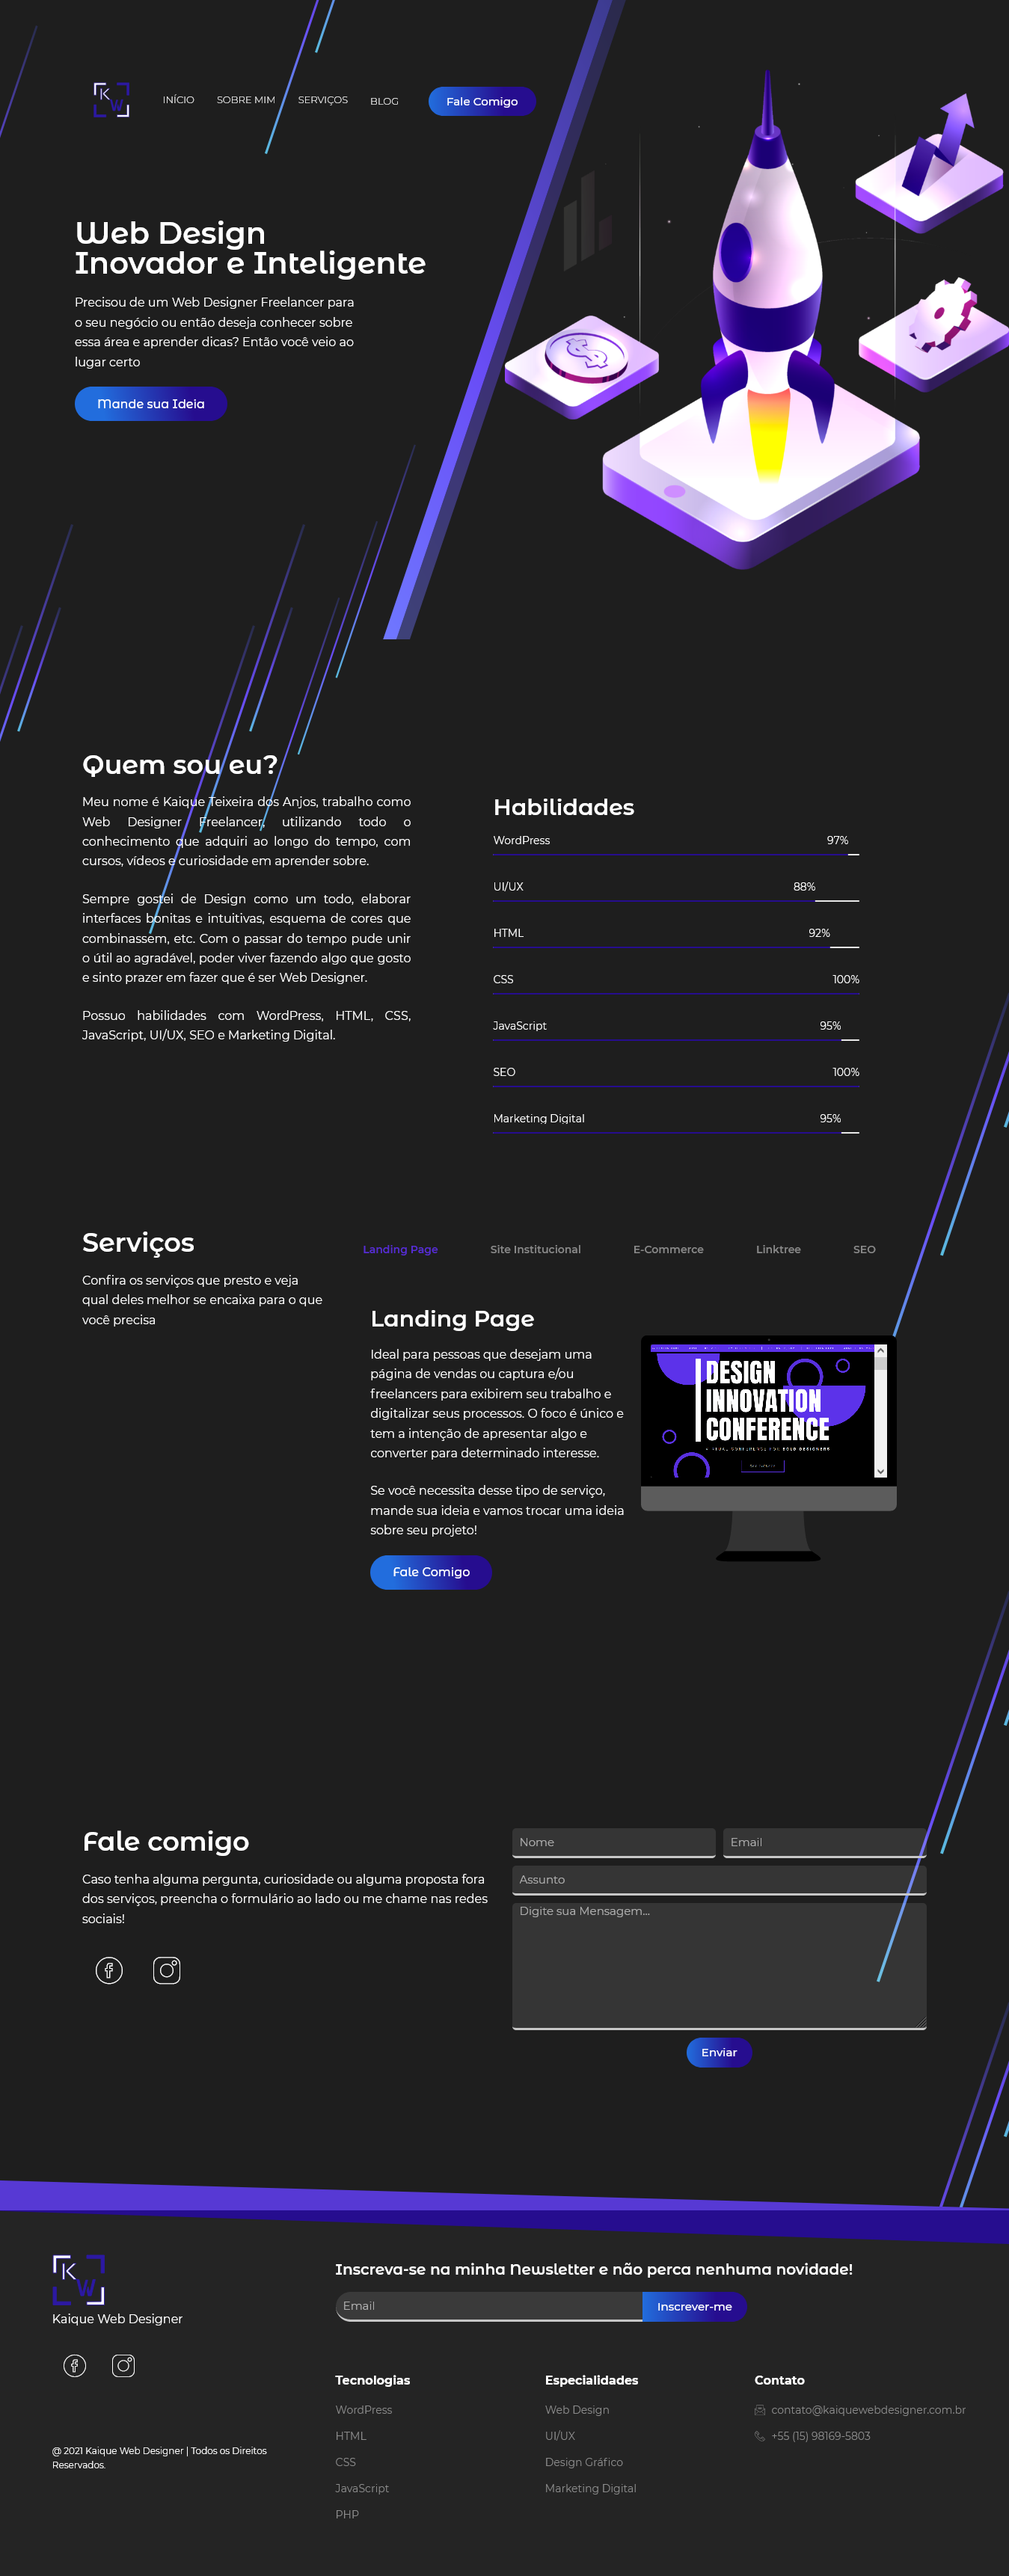 K
W
INÍCIO SOBRE MIM SERVIÇOS BLOG Fale Comigo
Web Design
Inovador e Inteligente
Precisou de um Web Designer Freelancer para
o seu negócio ou então deseja conhecer sobre
essa área e aprender dicas? Então você veio ao
lugar certo
Mande sua Ideia
Quem sou eu?
Meu nome é Kaique Teixeira dos Anjos, trabalho como
Web Designer Freelancer, utilizando todo o
conhecimento que adquiri ao longo do tempo, com
cursos, vídeos e curiosidade em aprender sobre.
Sempre gostei de Design como um todo, elaborar
interfaces bonitas e intuitivas, esquema de cores que
combinassem, etc. Com o passar do tempo pude unir
o útil ao agradável, poder viver fazendo algo que gosto
e sinto prazer em fazer que é ser Web Designer.
Possuo habilidades com WordPress, HTML, CSS,
JavaScript, UI/UX, SEO e Marketing Digital.
Habilidades
WordPress 97%
UI/UX 88%
HTML 92%
CSS 100%
JavaScript 95%
SEO 100%
Marketing Digital 95%
Serviços
Confira os serviços que presto e veja
qual deles melhor se encaixa para o que
você precisa
Landing Page Site Institucional E-Commerce Linktree SEO
Landing Page
Ideal para pessoas que desejam uma
página de vendas ou captura e/ou
freelancers para exibirem seu trabalho e
digitalizar seus processos. O foco é único e
tem a intenção de apresentar algo e
converter para determinado interesse.
Se você necessita desse tipo de serviço,
mande sua ideia e vamos trocar uma ideia
sobre seu projeto!
Fale Comigo
DESIGN
INNOVATION
CONFERENCE
Fale comigo
Caso tenha alguma pergunta, curiosidade ou alguma proposta fora
dos serviços, preencha o formulário ao lado ou me chame nas redes
sociais!
Nome Email
Assunto
Digite sua Mensagem...
Enviar
K
W
Kaique Web Designer
@ 2021 Kaique Web Designer | Todos os Direitos
Reservados.
Inscreva-se na minha Newsletter e não perca nenhuma novidade!
Email Inscrever-me
Tecnologias
WordPress
HTML
CSS
JavaScript
PHP
Especialidades
Web Design
UI/UX
Design Gráfico
Marketing Digital
Contato
contato@kaiquewebdesigner.com.br
+55 (15) 98169-5803